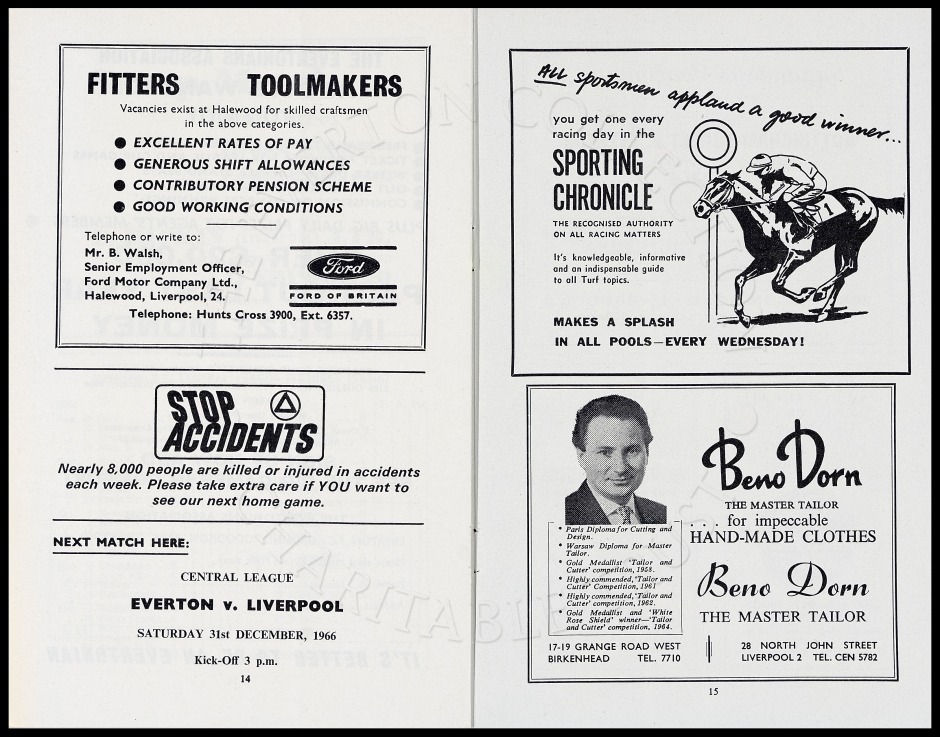 FITTERS TOOLMAKERS
Vacancies exist at Halewood for skilled craftsmen
in the above categories.
● EXCELLENT RATES OF PAY
● GENEROUS SHIFT ALLOWANCES
● CONTRIBUTORY PENSION SCHEME
● GOOD WORKING CONDITIONS
Telephone or write to:
Mr. B. Walsh,
Senior Employment Officer,
Ford Motor Company Ltd.,
Halewood, Liverpool, 24.
Ford
FORD OF BRITAIN
Telephone: Hunts Cross 3900, Ext. 6357.
STOP
ACCIDENTS
Nearly 8,000 people are killed or injured in accidents
each week. Please take extra care if YOU want to
see our next home game.
NEXT MATCH HERE:
CENTRAL LEAGUE
EVERTON v. LIVERPOOL
SATURDAY 31st DECEMBER, 1966
Kick-Off 3 p.m.
14
ALL sportsmen applaud a good winner...
you get one every
racing day in the
SPORTING
CHRONICLE
THE RECOGNISED AUTHORITY
ON ALL RACING MATTERS
It's knowledgeable, informative
and an indispensable guide
to all Turf topics.
1
MAKES A SPLASH
IN ALL POOLS—EVERY WEDNESDAY!
* Paris Diploma for Cutting and
Design.
* Warsaw Diploma for Master
Tailor.
* Gold Medallist 'Tailor and
Cutter' competition, 1958.
* Highly commended, 'Tailor and
Cutter' Competition, 1961
* Highly commended, 'Tailor and
Cutter' competition, 1962.
* Gold Medallist and 'White
Rose Shield' winner—'Tailor
and Cutter' competition, 1964.
Beno Dorn
THE MASTER TAILOR
. . . . for impeccable
HAND-MADE CLOTHES
Beno Dorn
THE MASTER TAILOR
17-19 GRANGE ROAD WEST
BIRKENHEAD TEL. 7710
28 NORTH JOHN STREET
LIVERPOOL 2 TEL. CEN 5782
15